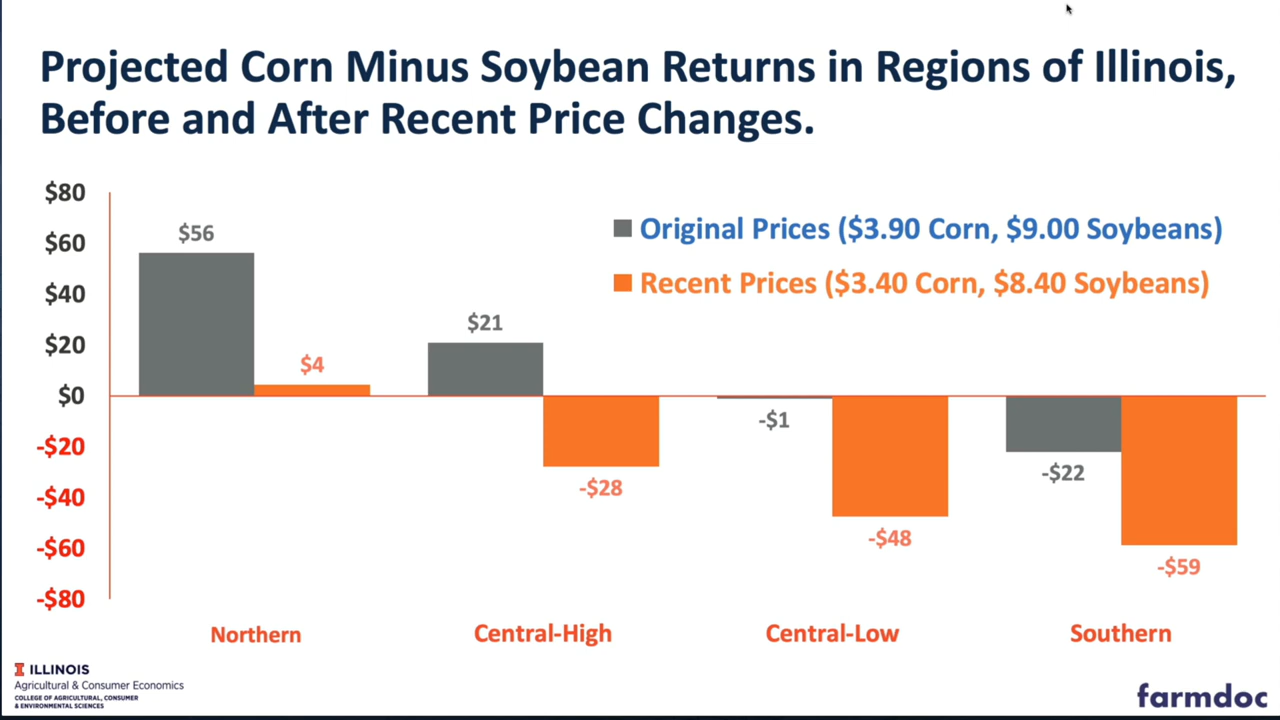 Projected Corn Minus Soybean Returns in Regions of Illinois,
Before and After Recent Price Changes.
$80
$60
$40
$20
$0
-$20
-$40
-$60
-$80
Original Prices ($3.90 Corn, $9.00 Soybeans)
Recent Prices ($3.40 Corn, $8.40 Soybeans)
$56
$4
$21
-$28
-$1
-$48
-$22
-$59
Northern
Central-High
Central-Low
Southern
I ILLINOIS
Agricultural & Consumer Economics
COLLEGE OF AGRICULTURAL, CONSUMER
& ENVIRONMENTAL SCIENCES
farmdoc